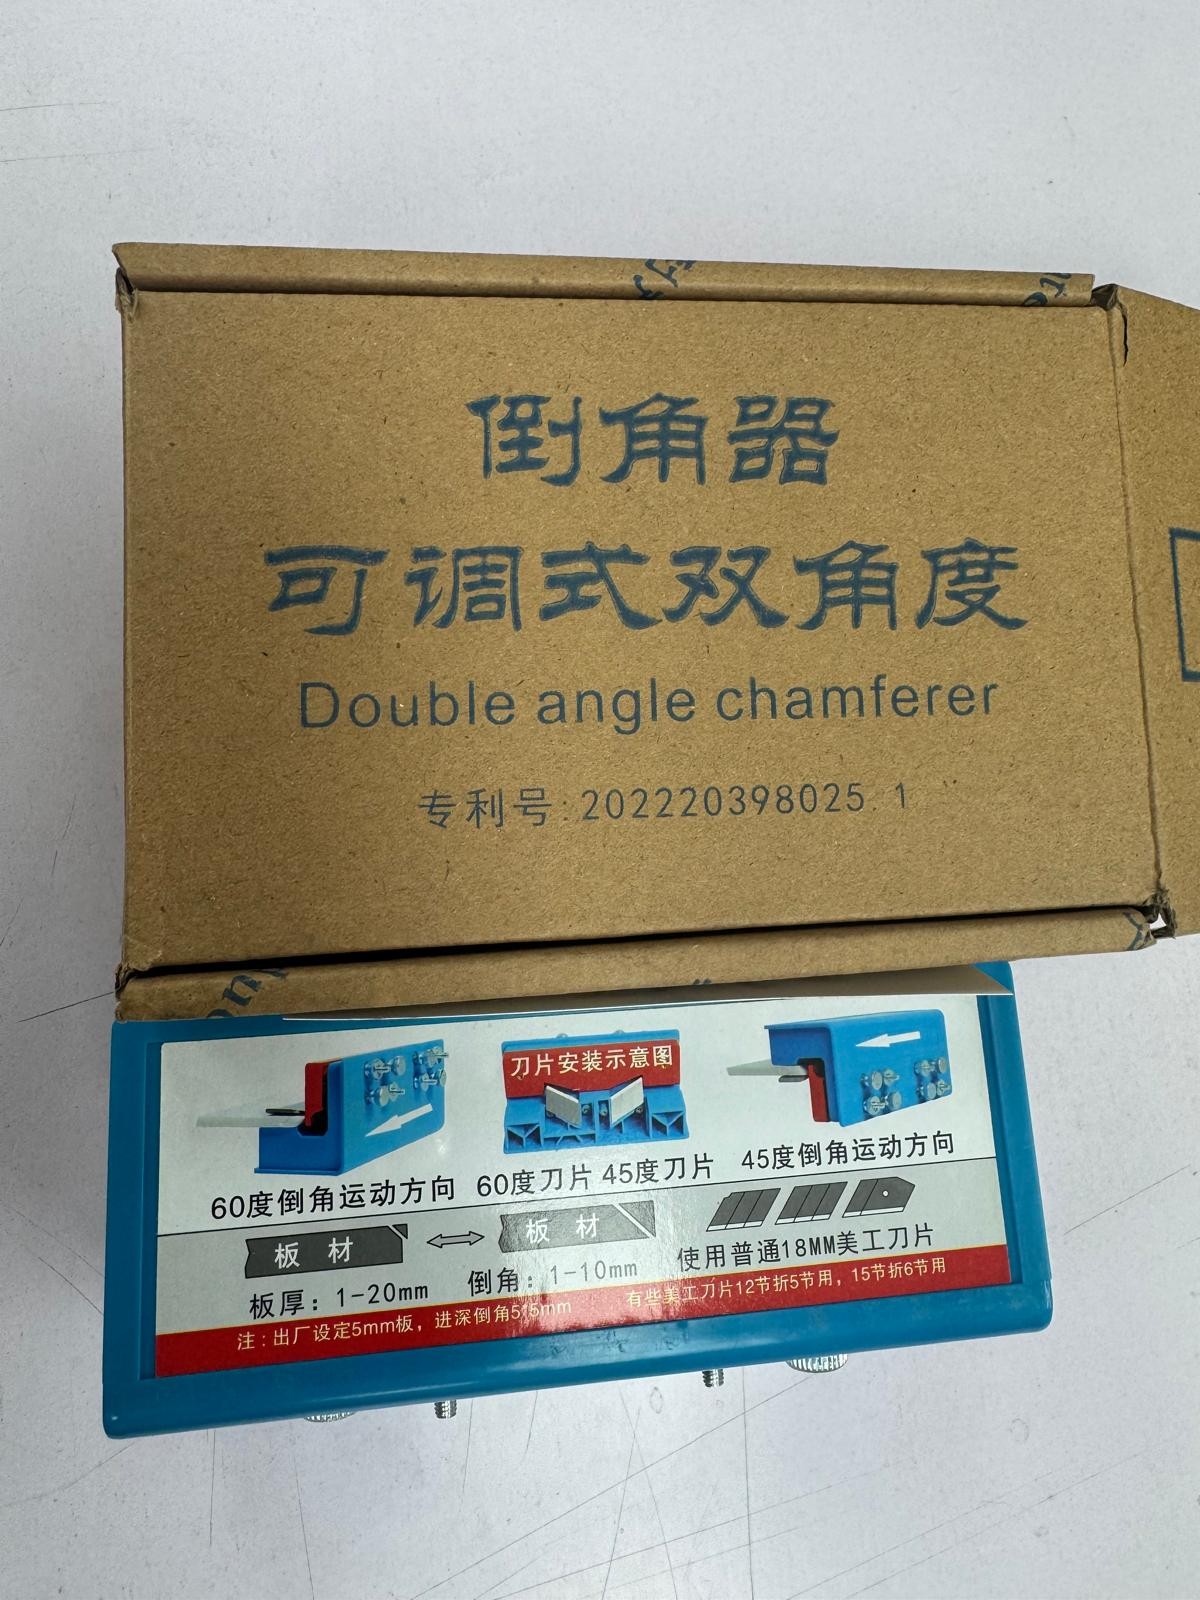 倒角器
可调式双角度
Double angle chamferer
专利号:202220398025.1
刀片安装示意图
60度倒角运动方向
60度刀片 45度刀片
45度倒角运动方向
板材
板材
板厚：1-20mm
倒角：1-10mm
使用普通18MM美工刀片
注：出厂设定5mm板，进深倒角5.5mm
有些美工刀片12节折5节用，15节折6节用